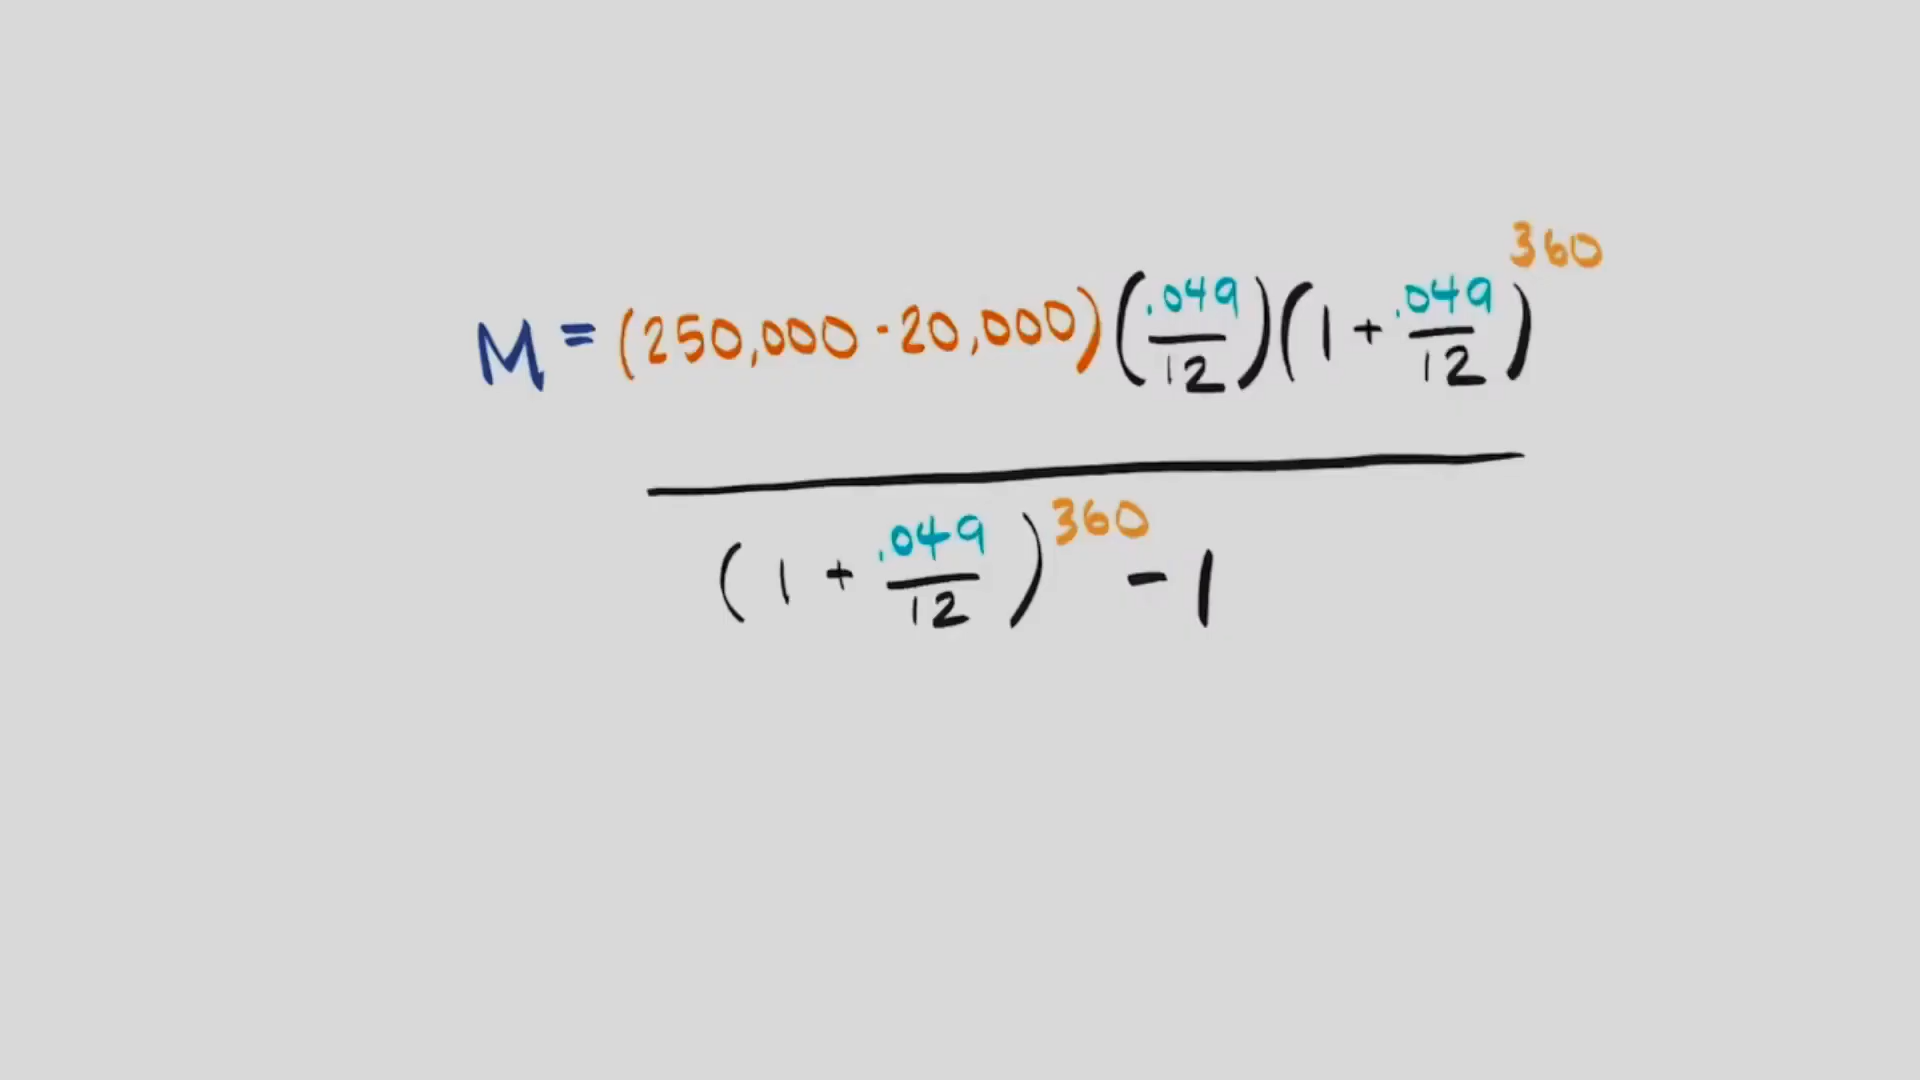 M = (250,000 - 20,000) (.049/12) (1 + .049/12)^360
(1 + .049/12)^360 - 1